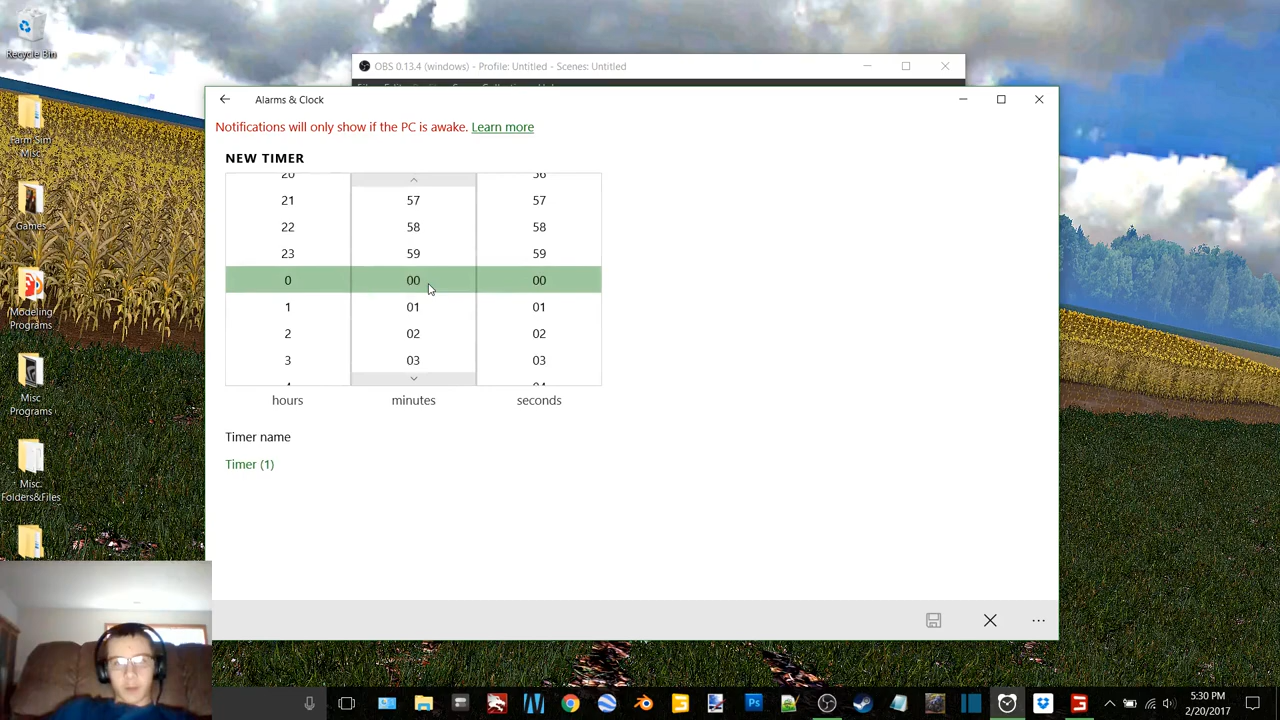 Recycle Bin
Farm Sim
Misc.
Games
Modeling
Programs
Misc
Programs
Misc.
Folders&Files
OBS 0.13.4 (windows) - Profile: Untitled - Scenes: Untitled
Alarms & Clock
Notifications will only show if the PC is awake. Learn more
NEW TIMER
20 56
21 57 57
22 58 58
23 59 59
0 00 00
1 01 01
2 02 02
3 03 03
hours minutes seconds
Timer name
Timer (1)
Ps
5:30 PM
2/20/2017